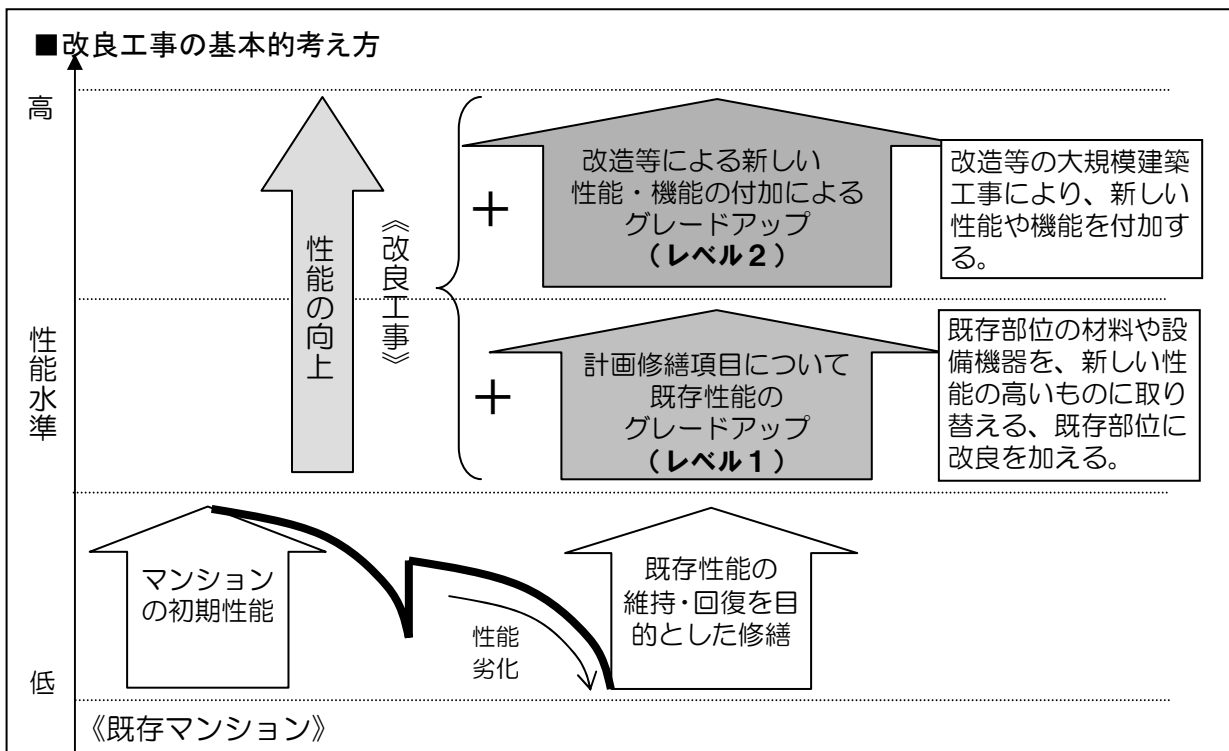 ■改良工事の基本的考え方
高
性能水準
低
性能の向上
《改良工事》
＋
改造等による新しい
性能・機能の付加による
グレードアップ
（レベル２）
改造等の大規模建築
工事により、新しい
性能や機能を付加す
る。
＋
計画修繕項目について
既存性能の
グレードアップ
（レベル１）
既存部位の材料や設
備機器を、新しい性
能の高いものに取り
替える、既存部位に
改良を加える。
マンション
の初期性能
性能
劣化
既存性能の
維持・回復を目
的とした修繕
《既存マンション》